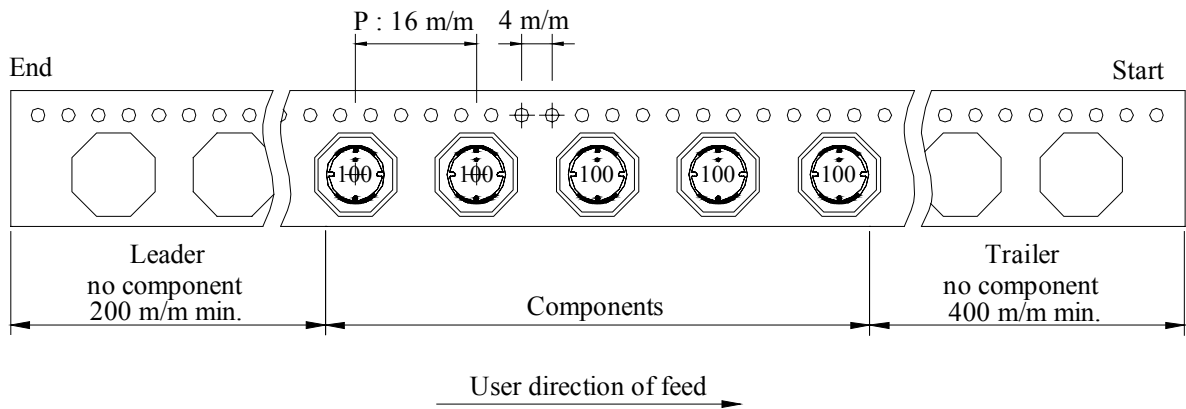 P : 16 m/m
4 m/m
End
Start
100
100
100
100
100
Leader
no component
200 m/m min.
Components
Trailer
no component
400 m/m min.
User direction of feed